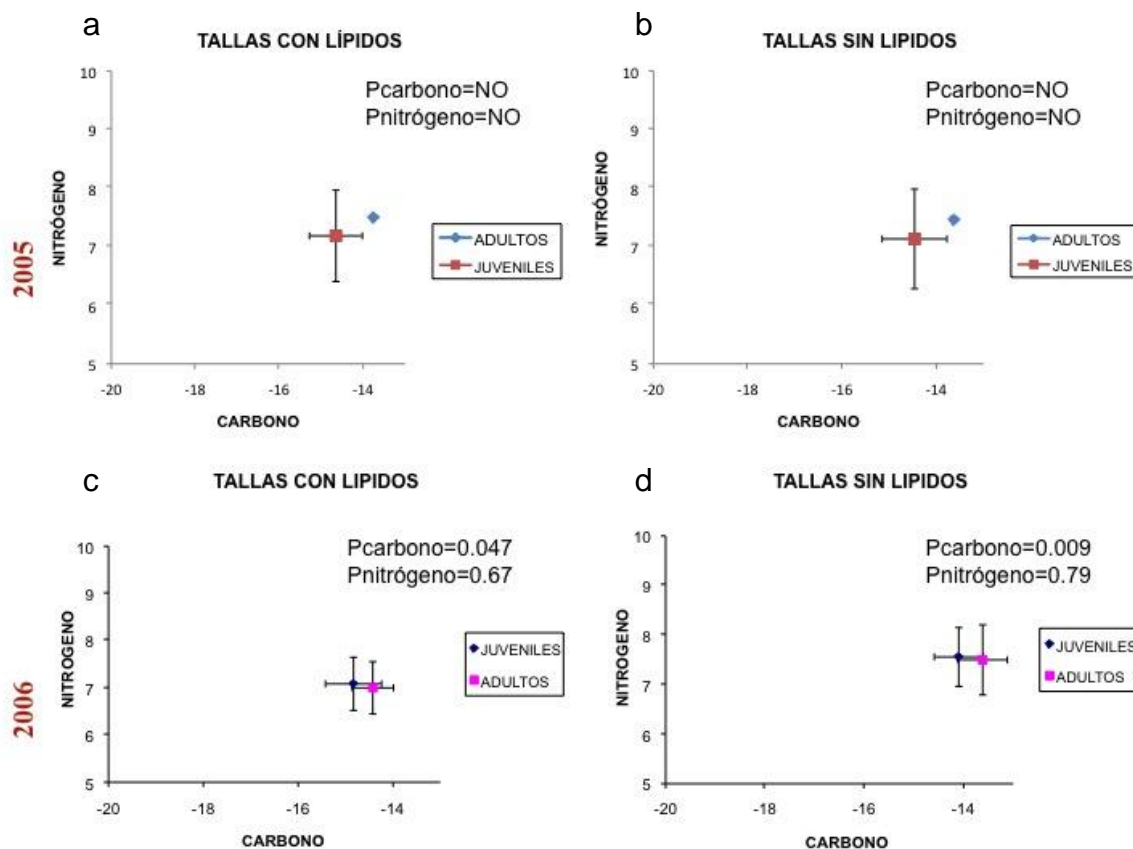 a
TALLAS CON LÍPIDOS
Pcarbono=NO
Pnitrógeno=NO
10
9
8
7
6
5
NITRÓGENO
-20
-18
-16
-14
CARBONO
ADULTOS
JUVENILES
2005
b
TALLAS SIN LIPIDOS
Pcarbono=NO
Pnitrógeno=NO
10
9
8
7
6
5
NITRÓGENO
-20
-18
-16
-14
CARBONO
ADULTOS
JUVENILES
c
TALLAS CON LIPIDOS
Pcarbono=0.047
Pnitrógeno=0.67
10
9
8
7
6
5
NITROGENO
-20
-18
-16
-14
CARBONO
JUVENILES
ADULTOS
2006
d
TALLAS SIN LIPIDOS
Pcarbono=0.009
Pnitrógeno=0.79
10
9
8
7
6
5
NITROGENO
-20
-18
-16
-14
CARBONO
JUVENILES
ADULTOS